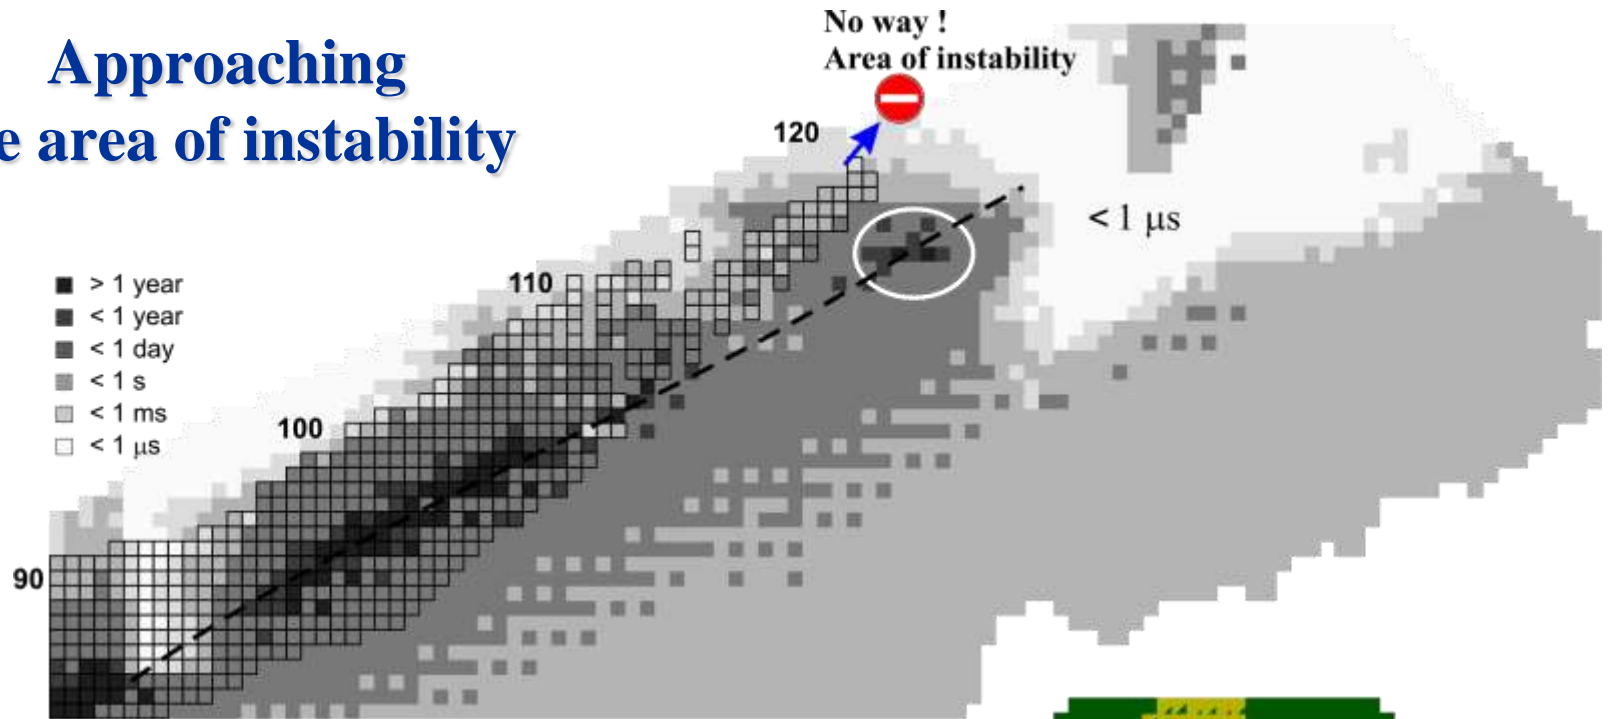 Approaching
e area of instability
No way !
Area of instability
120
110
100
90
> 1 year
< 1 year
< 1 day
< 1 s
< 1 ms
< 1 μs
< 1 μs